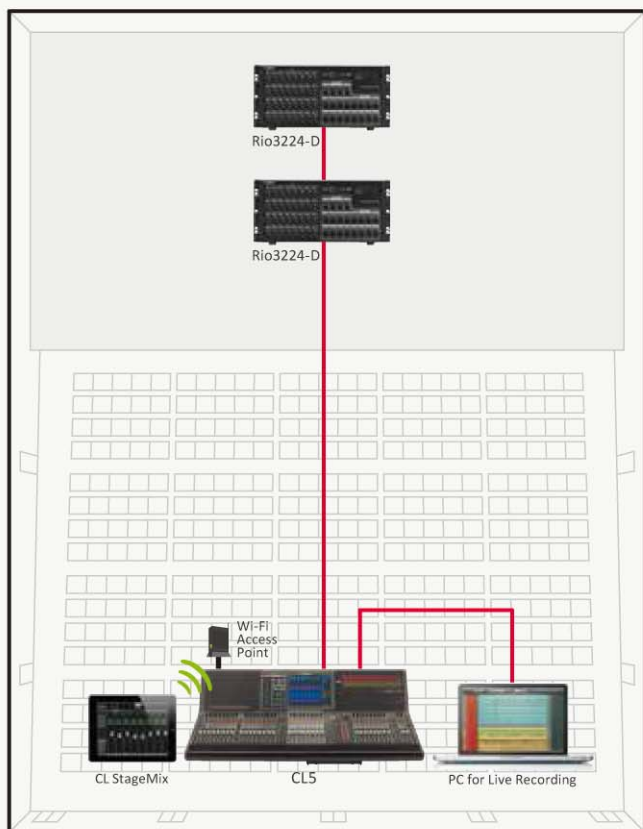 Rio3224-D
Rio3224-D
Wi-Fi
Access
Point
CL StageMix
CL5
PC for Live Recording